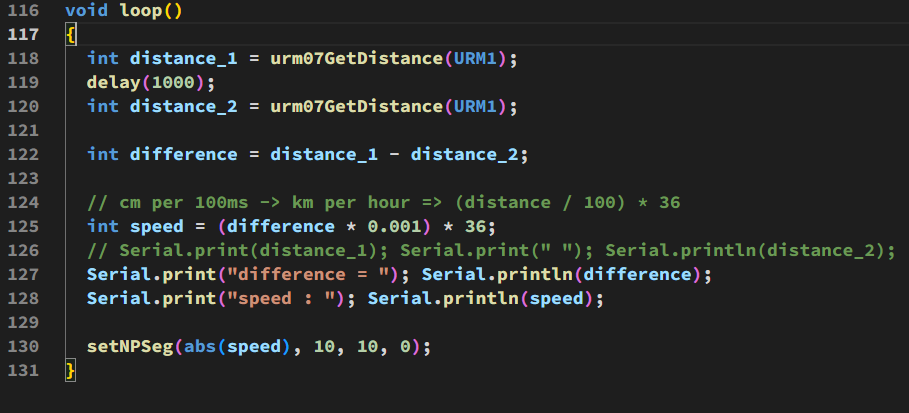 116 void loop()
117 {
118 int distance_1 = urm07GetDistance(URM1);
119 delay(1000);
120 int distance_2 = urm07GetDistance(URM1);
121
122 int difference = distance_1 - distance_2;
123
124 // cm per 100ms -> km per hour => (distance / 100) * 36
125 int speed = (difference * 0.001) * 36;
126 // Serial.print(distance_1); Serial.print(" "); Serial.println(distance_2);
127 Serial.print("difference = "); Serial.println(difference);
128 Serial.print("speed : "); Serial.println(speed);
129
130 setNPSeg(abs(speed), 10, 10, 0);
131 }